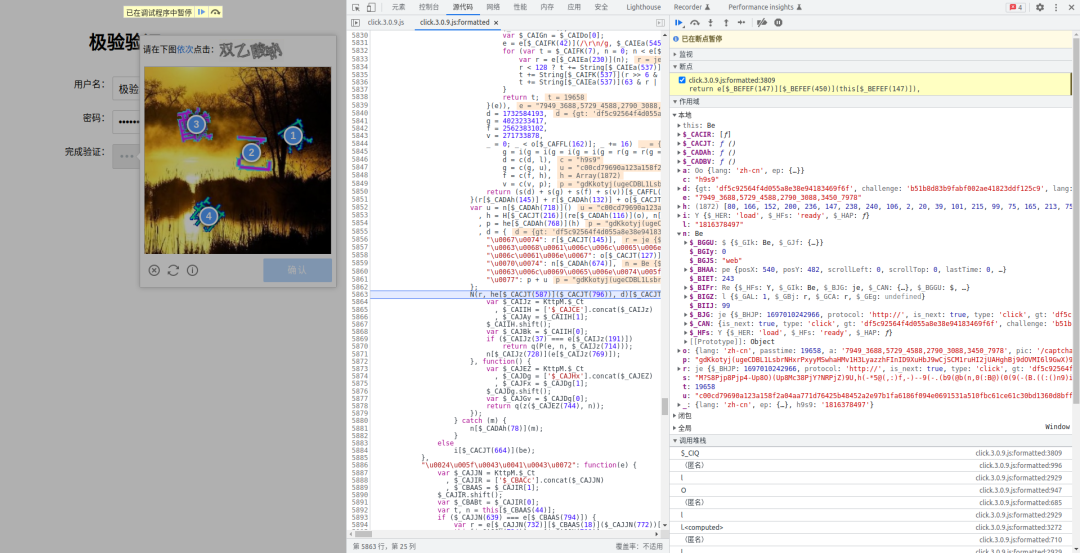 已在调试程序中暂停
极验验
请在下图依次点击：
用户名：
极验
密码：
完成验证：
3
1
2
4
确认
元素 控制台 源代码 网络 性能 内存 应用 安全 Lighthouse Recorder Performance insights 4
click.3.0.9.js click.3.0.9.js:formatted ×
5830 var $_CAIGn = $_CAIDo[0];
5831 e = e[$_CAIFK(42)](/\r\n/g, $_CAIEa(545
5832 for (var t = $_CAIFK(7), n = 0; n < e[$
5833 var r = e[$_CAIEa(230)](n); r = je
5834 r < 128 ? t += String[$_CAIEa(537)]
5835 t += String[$_CAIFK(537)](r >> 6 &
5836 t += String[$_CAIFK(537)](63 & r |
5837 }
5838 return t; t = 19658
5839 }(e)), e = "7949_3688,5729_4588,2790_3088,
5840 d = 1732584193, d = {gt: 'df5c92564f4d055a
5841 g = 4023233417,
5842 f = 2562383102,
5843 v = 271733878,
5844 _ = 0; _ < o[$_CAFFL(162)]; _ += 16) _ = {
5845 g = i(g = i(g = i(g = i(g = r(g = r(g =
5846 d = c(d, l), c = "h9s9"
5847 g = c(g, u), u = "c00cd79690a123a158f2
5848 f = c(f, h), h = Array(1872)
5849 v = c(v, p); p = "gdKkotyj(ugeCDBL1Lsb
5850 return (s(d) + s(g) + s(f) + s(v))[$_CAFFL(
5851 }(r[$_CADAh(145)] + r[$_CADAh(132)] + o[$_CACJT
5852 var u = n[$_CADAh(718)]() u = "c00cd79690a123a158f2
5853 , h = H[$_CACJT(216)](re[$_CADAh(116)](o), n[
5854 , p = he[$_CADAh(768)](h) p = "gdKkotyj(ugeCDBL
5855 , d = { d = {gt: 'df5c92564f4d055a8e38e94183469f
5856 "\u0067\u0074": r[$_CACJT(145)], r = je {$
5857 "\u0063\u0068\u0061\u006c\u006c\u0065\u006e
5858 "\u006c\u0061\u006e\u0067": o[$_CACJT(127)]
5859 "\u0070\u0074": n[$_CADAh(674)], n = Be {$
5860 "\u0063\u006c\u0069\u0065\u006e\u0074\u005f
5861 "\u0077": p + u p = "gdKkotyj(ugeCDBL1Lsbr
5862 };
5863 N(r, he[$_CACJT(587)]($_CACJT(796)), d)[$_CACJT
5864 var $_CAIJz = KttpM.$_Ct
5865 , $_CAIIH = ['$_CAJCE'].concat($_CAIJz)
5866 , $_CAJAy = $_CAIIH[1];
5867 $_CAIIH.shift();
5868 var $_CAJBk = $_CAIIH[0];
5869 if ($_CAIJz(37) === e[$_CAIJz(191)])
5870 return q(P(e, n, $_CAIJz(714)));
5871 n[$_CAIJz(728)](e[$_CAIJz(769)]);
5872 }, function() {
5873 var $_CAJEZ = KttpM.$_Ct
5874 , $_CAJDg = ['$_CAJHx'].concat($_CAJEZ)
5875 , $_CAJFx = $_CAJDg[1];
5876 $_CAJDg.shift();
5877 var $_CAJGv = $_CAJDg[0];
5878 return q(z($_CAJEZ(744), n));
5879 });
5880 } catch (m) {
5881 n[$_CADAh(78)](m);
5882 }
5883 else
5884 i[$_CACJT(664)](be);
5885 },
5886 "\u0024\u005f\u0043\u0041\u0043\u0072": function(e) {
5887 var $_CAJJN = KttpM.$_Ct
5888 , $_CAJIR = ['$_CBACc'].concat($_CAJJN)
5889 , $_CBAAS = $_CAJIR[1];
5890 $_CAJIR.shift();
5891 var $_CBABt = $_CAJIR[0];
5892 var t, n = this[$_CBAAS(44)];
5893 if ($_CAJJN(639) === e[$_CBAAS(794)]) {
5894 var r = e[$_CAJJN(732)][$_CBAAS(18)]($_CAJJN(772))[
第 5863 行，第 25 列 覆盖率：不适用
已在断点暂停
监视
断点
click.3.0.9.js:formatted:3809
return e[$_BEFEF(147)][$_BEFEF(450)](this[$_BEFEF(147)]),
作用域
本地
this: Be
$_CACIR: [ƒ]
$_CACJT: ƒ ()
$_CADAh: ƒ ()
$_CADBV: ƒ ()
a: Oo {lang: 'zh-cn', ep: {…}}
c: "h9s9"
d: {gt: 'df5c92564f4d055a8e38e94183469f6f', challenge: 'b51b8d83b9fabf002ae41823ddf125c9', lang:
e: "7949_3688,5729_4588,2790_3088,3450_7978"
h: (1872) [80, 166, 152, 200, 236, 147, 238, 240, 106, 2, 20, 39, 101, 215, 99, 75, 165, 213, 75
i: Y {$_HER: 'load', $_HFs: 'ready', $_HAP: ƒ}
l: "1816378497"
n: Be
$_BGGU: $ {$_GIk: Be, $_GJf: {…}}
$_BGIy: 0
$_BGJS: "web"
$_BHAA: pe {posX: 540, posY: 482, scrollLeft: 0, scrollTop: 0, lastTime: 0, …}
$_BIET: 243
$_BIFr: Re {$_HFs: Y, $_BIGz: l, $_BJG: je, $_CAN: {…}, $_BGGU: $, …}
$_BIGZ: l {$_GAL: 1, $_GBj: r, $_GCA: r, $_GEg: undefined}
$_BIIJ: 99
$_BJG: je {$_BHJP: 1697010242966, protocol: 'http://', is_next: true, type: 'click', gt: 'df5c
$_CAN: {is_next: true, type: 'click', gt: 'df5c92564f4d055a8e38e94183469f6f', challenge: 'b51b
$_HFs: Y {$_HER: 'load', $_HFs: 'ready', $_HAP: ƒ}
[[Prototype]]: Object
o: {lang: 'zh-cn', passtime: 19658, a: '7949_3688,5729_4588,2790_3088,3450_7978', pic: '/captcha
p: "gdKkotyj(ugeCDBL1LsbrNHxrPxyyMSwhaHMv1H3LyazzhFInID9XuHbJ9wCjSCM1ruHI2jUAHghBj9dOVMI6l9GwX)9
r: je {$_BHJP: 1697010242966, protocol: 'http://', is_next: true, type: 'click', gt: 'df5c92564f
t: 19658
u: "c00cd79690a123a158f2a04aa771d76425b48452a2e97b1fa6186f094e0691531a510fbc61ce61c30bd1360d8bff
_: {lang: 'zh-cn', ep: {…}, h9s9: '1816378497'}
闭包
全局 Window
调用堆栈
$_CIQ click.3.0.9.js:formatted:3809
(匿名) click.3.0.9.js:formatted:996
l click.3.0.9.js:formatted:2929
O click.3.0.9.js:formatted:947
(匿名) click.3.0.9.js:formatted:685
l click.3.0.9.js:formatted:2929
l.<computed> click.3.0.9.js:formatted:3272
(匿名) click.3.0.9.js:formatted:710
l click.3.0.9.js:formatted:2929